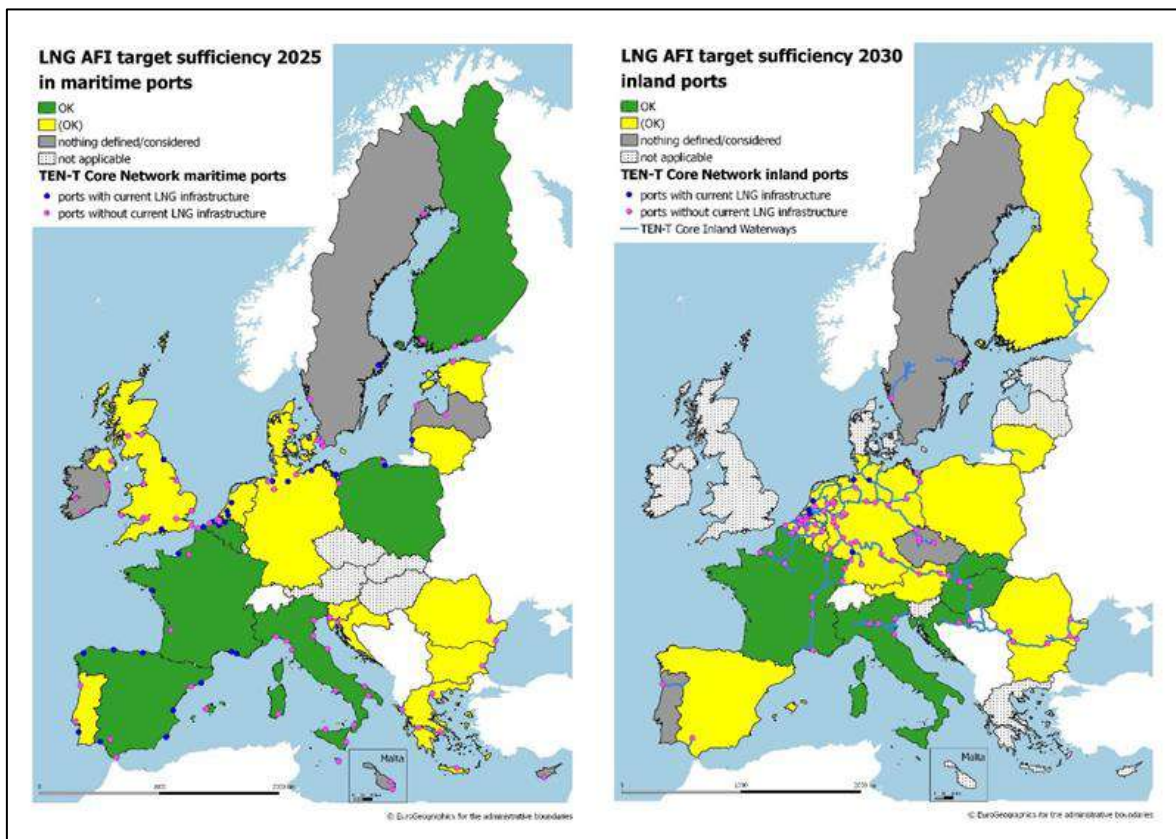 LNG AFI target sufficiency 2025
in maritime ports
OK
(OK)
nothing defined/considered
not applicable
TEN-T Core Network maritime ports
ports with current LNG infrastructure
ports without current LNG infrastructure
Malta
© EuroGeographics for the administrative boundaries
LNG AFI target sufficiency 2030
inland ports
OK
(OK)
nothing defined/considered
not applicable
TEN-T Core Network inland ports
ports with current LNG infrastructure
ports without current LNG infrastructure
TEN-T Core Inland Waterways
Malta
© EuroGeographics for the administrative boundaries